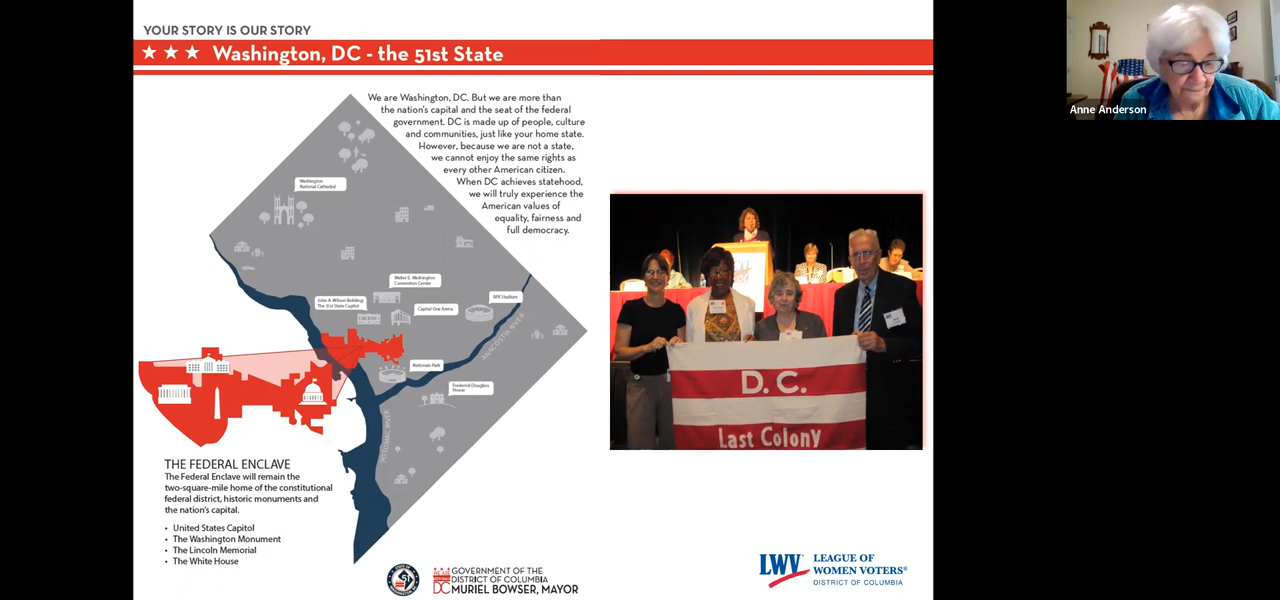 YOUR STORY IS OUR STORY
Washington, DC - the 51st State
We are Washington, DC. But we are more than
the nation's capital and the seat of the federal
government. DC is made up of people, culture
and communities, just like your home state.
However, because we are not a state,
we cannot enjoy the same rights as
every other American citizen.
When DC achieves statehood,
we will truly experience the
American values of
equality, fairness and
full democracy.
Washington
National Cathedral
Walter E. Washington
Convention Center
John A. Wilson Building-
The 51st State Capitol
Capital One Arena
RFK Stadium
ANACOSTIA RIVER
Nationals Park
Frederick Douglass
House
POTOMAC RIVER
THE FEDERAL ENCLAVE
The Federal Enclave will remain the
two-square-mile home of the constitutional
federal district, historic monuments and
the nation's capital.
• United States Capitol
• The Washington Monument
• The Lincoln Memorial
• The White House
WE ARE
DC
GOVERNMENT OF THE
DISTRICT OF COLUMBIA
MURIEL BOWSER, MAYOR
D. C.
Last Colony
LWV
LEAGUE OF
WOMEN VOTERS®
DISTRICT OF COLUMBIA
Anne Anderson